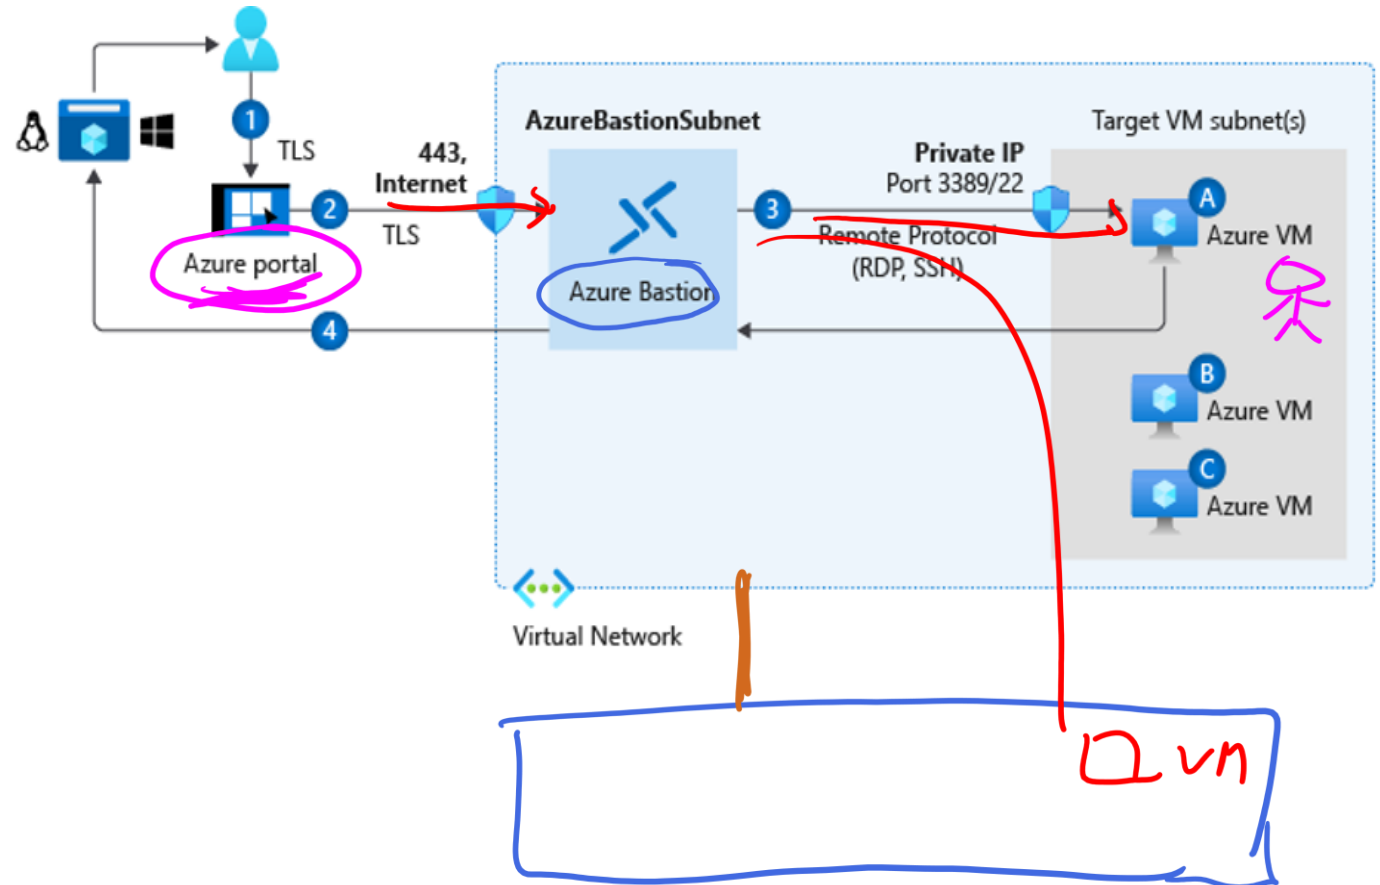 1
TLS
443,
Internet
2
TLS
Azure portal
4
AzureBastionSubnet
Azure Bastion
Private IP
Port 3389/22
3
Remote Protocol
(RDP, SSH)
Target VM subnet(s)
A
Azure VM
B
Azure VM
C
Azure VM
Virtual Network
VM